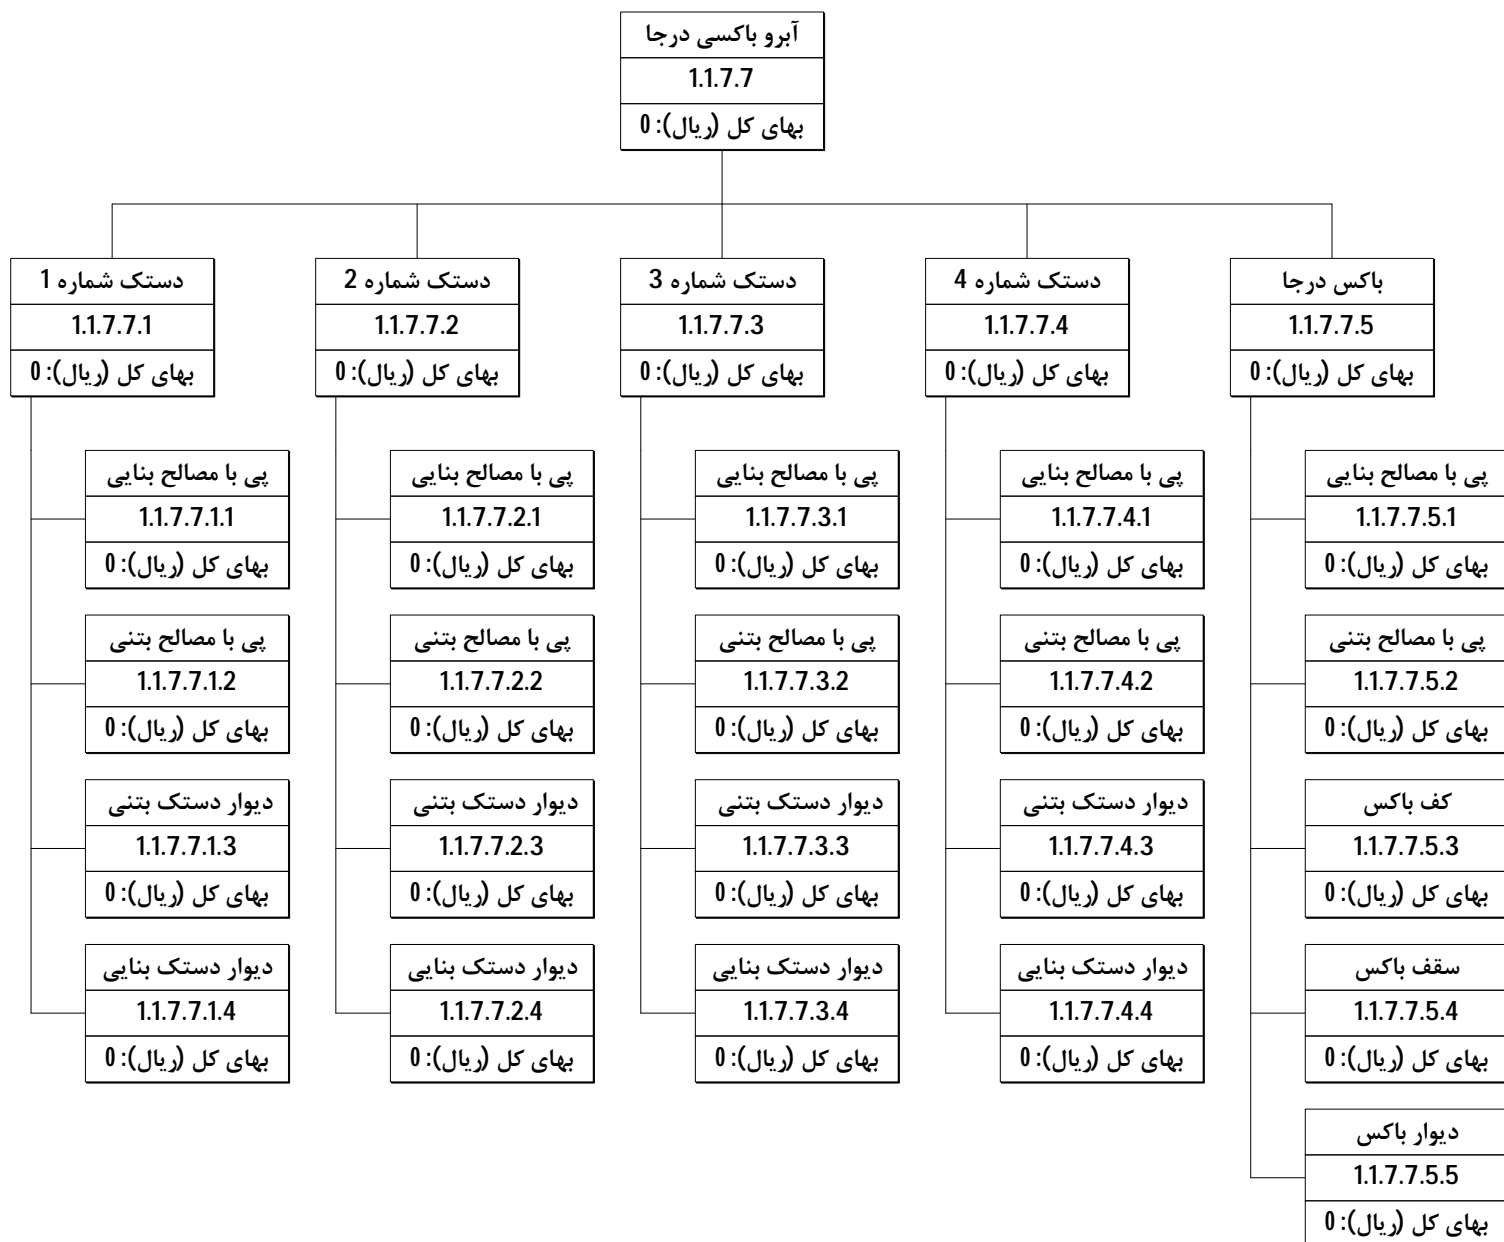 آبرو باکسی درجا
1.1.7.7
بهای کل (ریال): 0
دستک شماره 1
1.1.7.7.1
بهای کل (ریال): 0
دستک شماره 2
1.1.7.7.2
بهای کل (ریال): 0
دستک شماره 3
1.1.7.7.3
بهای کل (ریال): 0
دستک شماره 4
1.1.7.7.4
بهای کل (ریال): 0
باکس درجا
1.1.7.7.5
بهای کل (ریال): 0
پی با مصالح بنایی
1.1.7.7.1.1
بهای کل (ریال): 0
پی با مصالح بتنی
1.1.7.7.1.2
بهای کل (ریال): 0
دیوار دستک بتنی
1.1.7.7.1.3
بهای کل (ریال): 0
دیوار دستک بنایی
1.1.7.7.1.4
بهای کل (ریال): 0
پی با مصالح بنایی
1.1.7.7.2.1
بهای کل (ریال): 0
پی با مصالح بتنی
1.1.7.7.2.2
بهای کل (ریال): 0
دیوار دستک بتنی
1.1.7.7.2.3
بهای کل (ریال): 0
دیوار دستک بنایی
1.1.7.7.2.4
بهای کل (ریال): 0
پی با مصالح بنایی
1.1.7.7.3.1
بهای کل (ریال): 0
پی با مصالح بتنی
1.1.7.7.3.2
بهای کل (ریال): 0
دیوار دستک بتنی
1.1.7.7.3.3
بهای کل (ریال): 0
دیوار دستک بنایی
1.1.7.7.3.4
بهای کل (ریال): 0
پی با مصالح بنایی
1.1.7.7.4.1
بهای کل (ریال): 0
پی با مصالح بتنی
1.1.7.7.4.2
بهای کل (ریال): 0
دیوار دستک بتنی
1.1.7.7.4.3
بهای کل (ریال): 0
دیوار دستک بنایی
1.1.7.7.4.4
بهای کل (ریال): 0
پی با مصالح بنایی
1.1.7.7.5.1
بهای کل (ریال): 0
پی با مصالح بتنی
1.1.7.7.5.2
بهای کل (ریال): 0
کف باکس
1.1.7.7.5.3
بهای کل (ریال): 0
سقف باکس
1.1.7.7.5.4
بهای کل (ریال): 0
دیوار باکس
1.1.7.7.5.5
بهای کل (ریال): 0